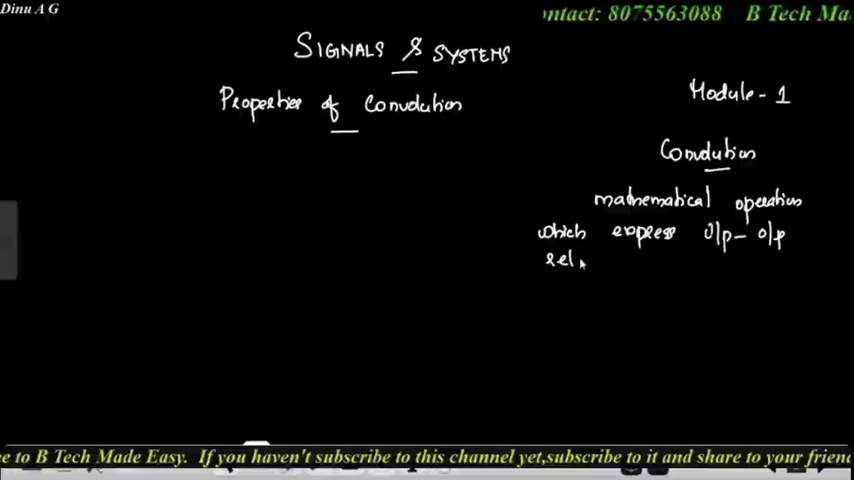 Dinu A G
ntact: 8075563088 B Tech Ma
SIGNALS & SYSTEMS
Properties of Convolution
Module - 1
Convolution
mathematical operation
which express i/p - o/p
rel
e to B Tech Made Easy. If you haven't subscribe to this channel yet,subscribe to it and share to your frien